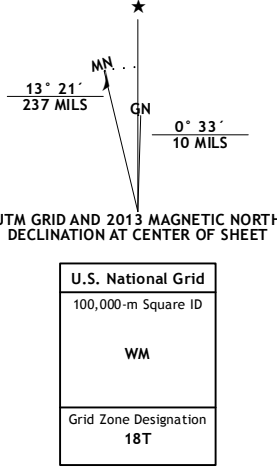 MN
GN
13° 21´
237 MILS
0° 33´
10 MILS
UTM GRID AND 2013 MAGNETIC NORTH
DECLINATION AT CENTER OF SHEET
U.S. National Grid
100,000-m Square ID
WM
Grid Zone Designation
18T